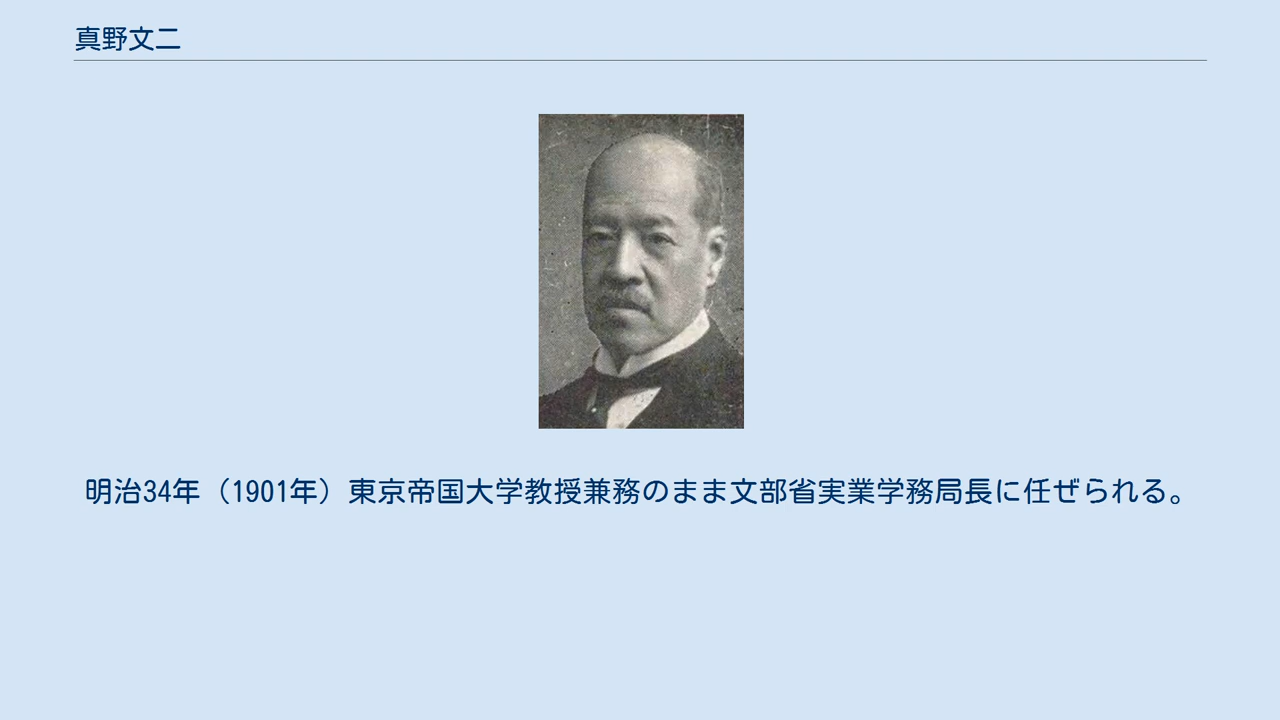 真野文二
明治34年（1901年）東京帝国大学教授兼務のまま文部省実業学務局長に任ぜられる。